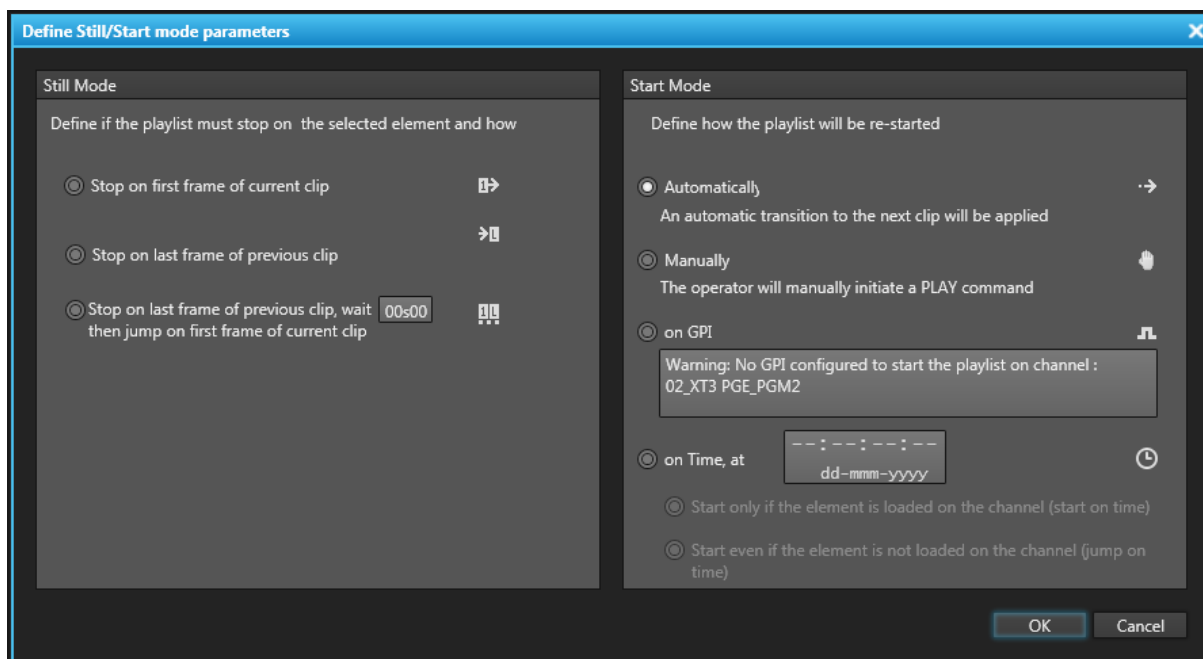 Define Still/Start mode parameters
Still Mode
Define if the playlist must stop on the selected element and how
Stop on first frame of current clip
Stop on last frame of previous clip
Stop on last frame of previous clip, wait 00s00
then jump on first frame of current clip
Start Mode
Define how the playlist will be re-started
Automatically
An automatic transition to the next clip will be applied
Manually
The operator will manually initiate a PLAY command
on GPI
Warning: No GPI configured to start the playlist on channel :
02_XT3 PGE_PGM2
on Time, at --:--:--:--
dd-mmm-yyyy
Start only if the element is loaded on the channel (start on time)
Start even if the element is not loaded on the channel (jump on
time)
OK Cancel